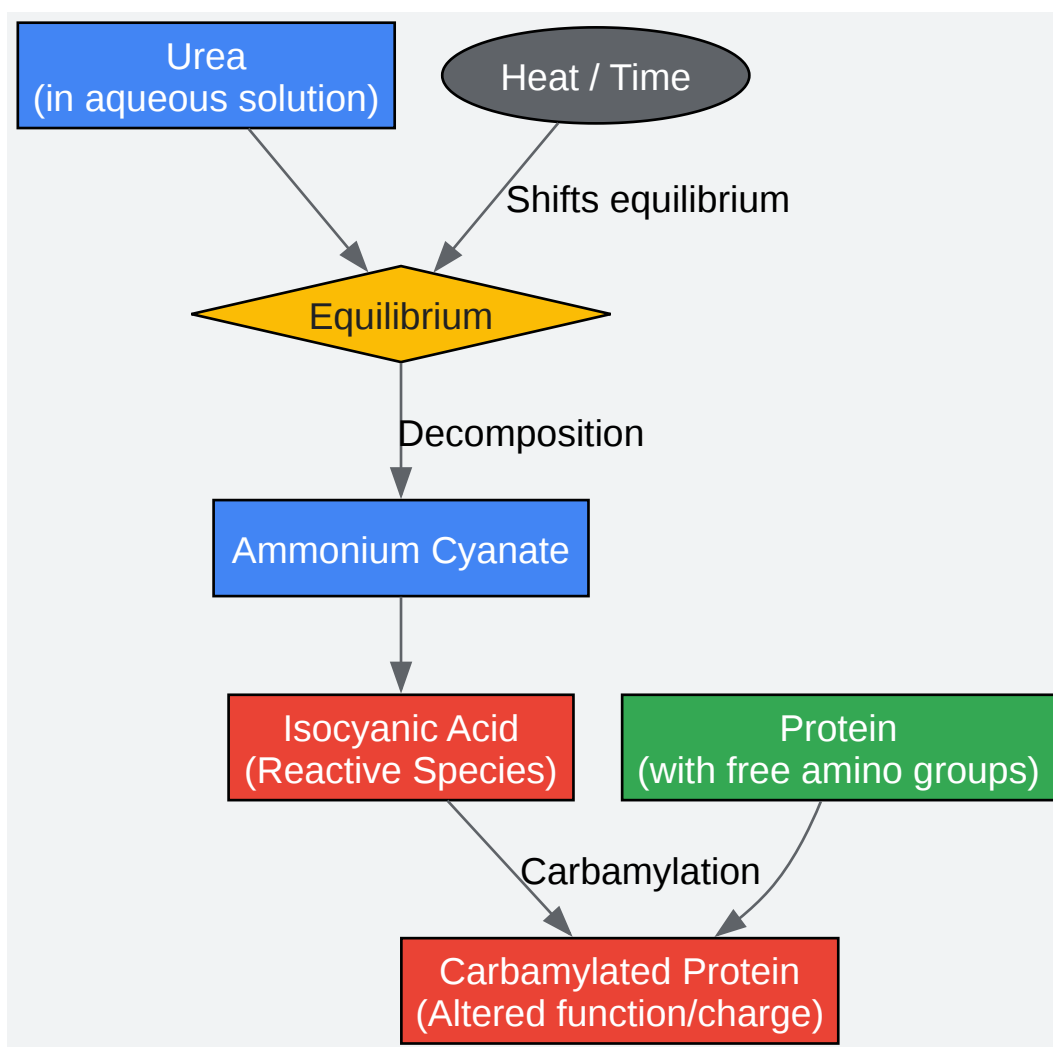 Urea
(in aqueous solution)
Heat / Time
Shifts equilibrium
Equilibrium
Decomposition
Ammonium Cyanate
Isocyanic Acid
(Reactive Species)
Protein
(with free amino groups)
Carbamylation
Carbamylated Protein
(Altered function/charge)